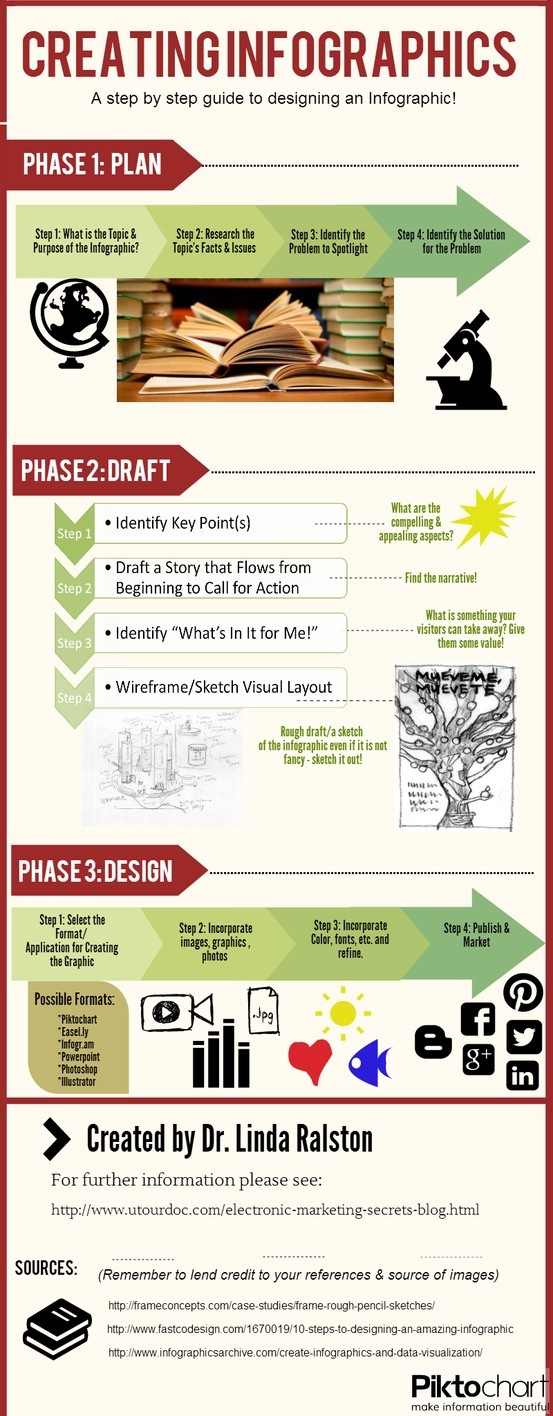 CREATING INFOGRAPHICS
A step by step guide to designing an Infographic!
PHASE 1: PLAN
Step 1: What is the Topic &
Purpose of the Infographic?
Step 2: Research the
Topic's Facts & Issues
Step 3: Identify the
Problem to Spotlight
Step 4: Identify the Solution
for the Problem
PHASE 2: DRAFT
Step 1
• Identify Key Point(s)
What are the
compelling &
appealing aspects?
Step 2
• Draft a Story that Flows from
Beginning to Call for Action
Find the narrative!
Step 3
• Identify “What’s In It for Me!”
What is something your
visitors can take away? Give
them some value!
Step 4
• Wireframe/Sketch Visual Layout
MUÉVEME,
MUÉVETE
Rough draft/a sketch
of the infographic even if it is not
fancy - sketch it out!
PHASE 3: DESIGN
Step 1: Select the
Format/
Application for Creating
the Graphic
Step 2: Incorporate
images, graphics ,
photos
Step 3: Incorporate
Color, fonts, etc. and
refine.
Step 4: Publish &
Market
Possible Formats:
*Piktochart
*Easel.ly
*Infogr.am
*Powerpoint
*Photoshop
*Illustrator
.jpg
g+
in
Created by Dr. Linda Ralston
For further information please see:
http://www.utourdoc.com/electronic-marketing-secrets-blog.html
SOURCES:
(Remember to lend credit to your references & source of images)
http://frameconcepts.com/case-studies/frame-rough-pencil-sketches/
http://www.fastcodesign.com/1670019/10-steps-to-designing-an-amazing-infographic
http://www.infographicsarchive.com/create-infographics-and-data-visualization/
Piktochart
make information beautiful